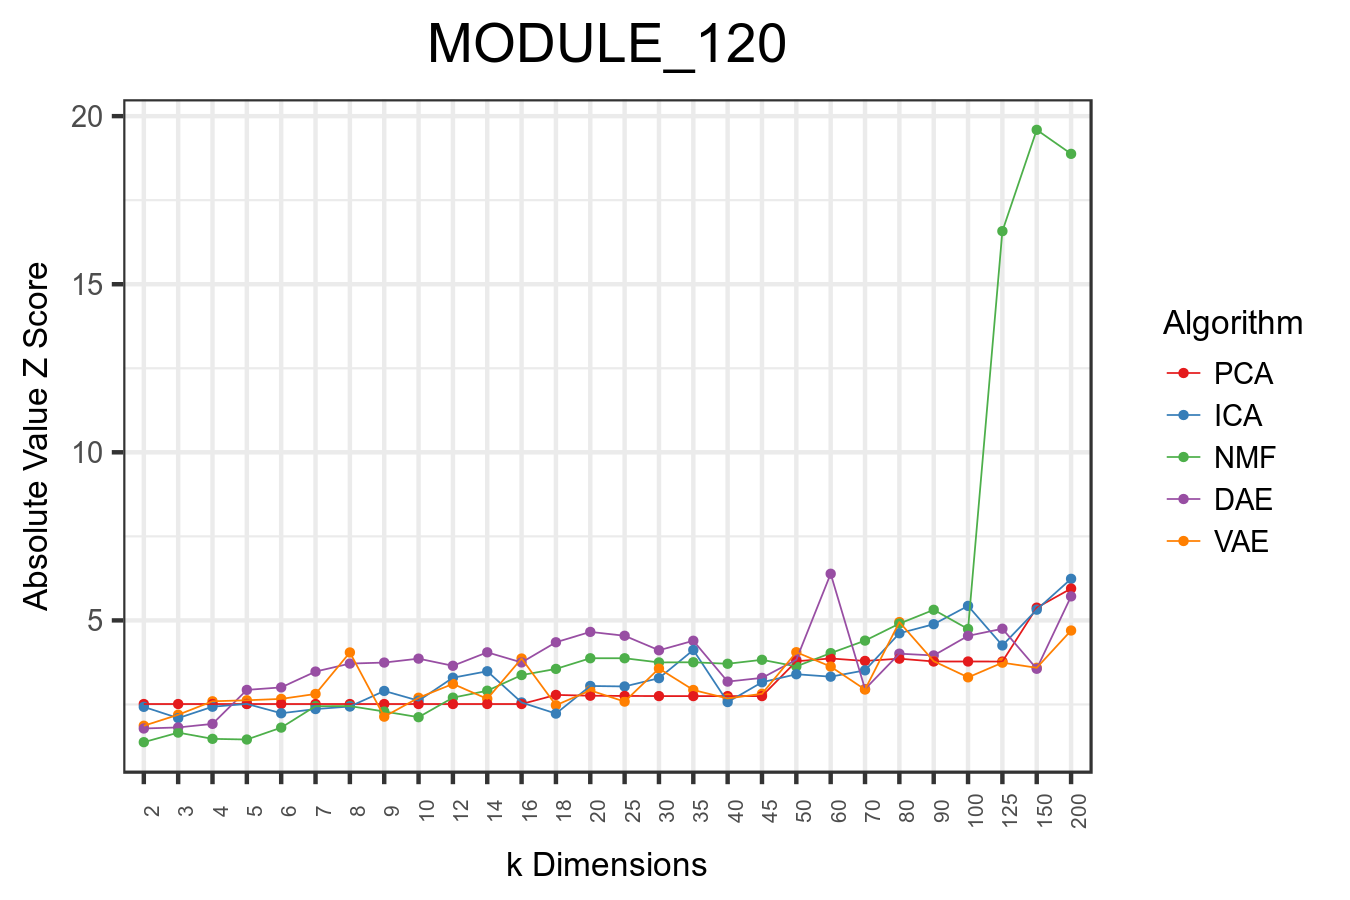 MODULE_120
Absolute Value Z Score
20
15
10
5
2 3 4 5 6 7 8 9 10 12 14 16 18 20 25 30 35 40 45 50 60 70 80 90 100 125 150 200
k Dimensions
Algorithm
PCA
ICA
NMF
DAE
VAE